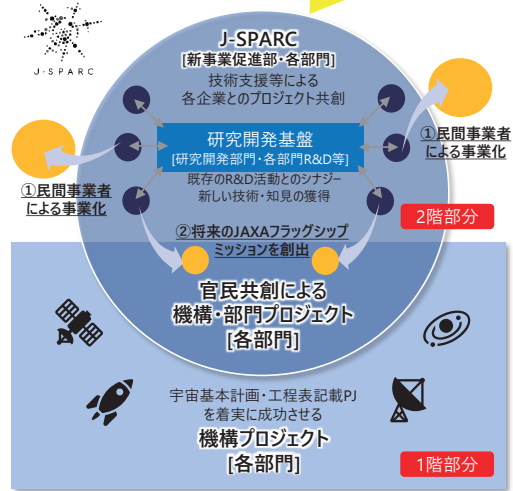 J-SPARC
J-SPARC
[新事業促進部・各部門]
技術支援等による
各企業とのプロジェクト共創
研究開発基盤
[研究開発部門・各部門R&D等]
既存のR&D活動とのシナジー
新しい技術・知見の獲得
①民間事業者
による事業化
①民間事業者
による事業化
2階部分
②将来のJAXAフラッグシップ
ミッションを創出
官民共創による
機構・部門プロジェクト
[各部門]
宇宙基本計画・工程表記載PJ
を着実に成功させる
機構プロジェクト
[各部門]
1階部分